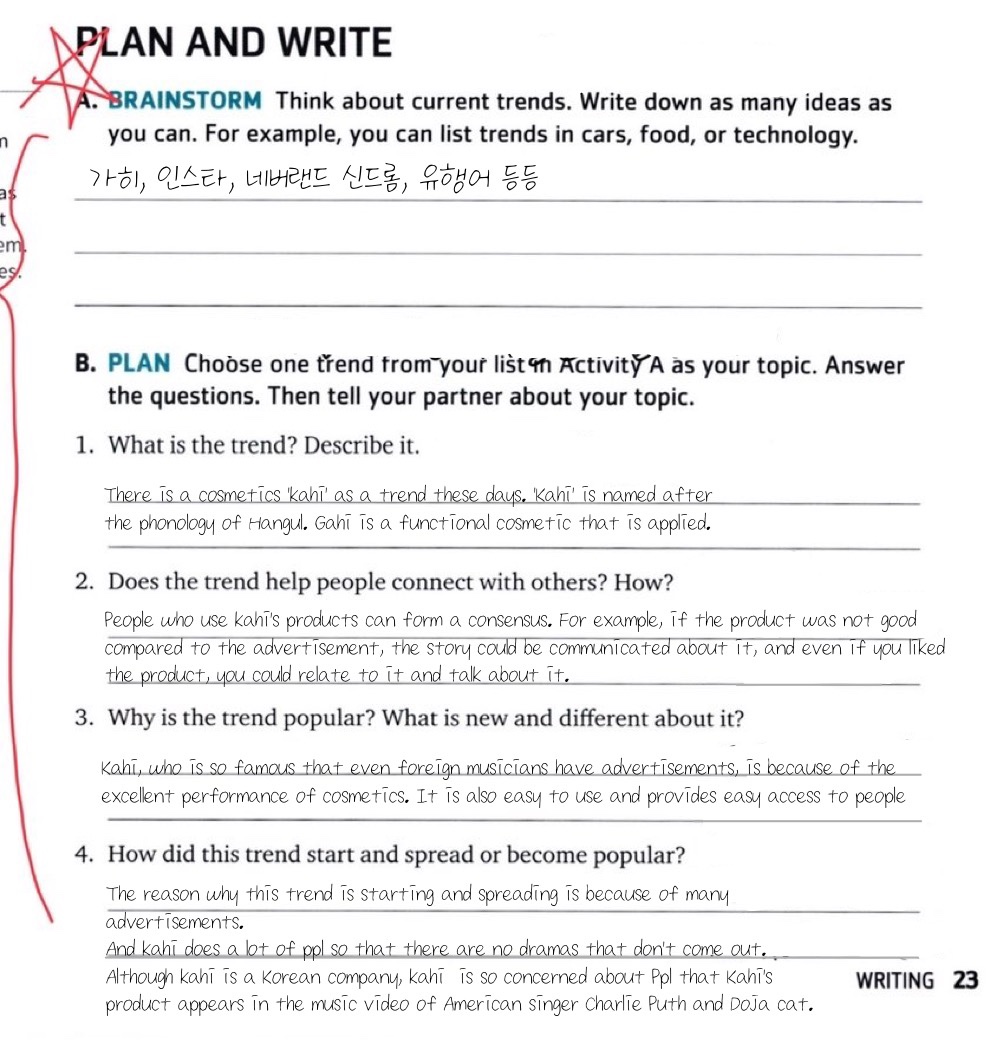 PLAN AND WRITE
A. BRAINSTORM Think about current trends. Write down as many ideas as
you can. For example, you can list trends in cars, food, or technology.
가히, 인스타, 네버랜드 신드롬, 유행어 등등
as
t
em.
es.
B. PLAN Choose one trend from your list in Activity A as your topic. Answer
the questions. Then tell your partner about your topic.
1. What is the trend? Describe it.
There is a cosmetics 'kahi' as a trend these days. 'Kahi' is named after
the phonology of Hangul. Gahi is a functional cosmetic that is applied.
2. Does the trend help people connect with others? How?
People who use kahi's products can form a consensus. For example, if the product was not good
compared to the advertisement, the story could be communicated about it, and even if you liked
the product, you could relate to it and talk about it.
3. Why is the trend popular? What is new and different about it?
Kahi, who is so famous that even foreign musicians have advertisements, is because of the
excellent performance of cosmetics. It is also easy to use and provides easy access to people
4. How did this trend start and spread or become popular?
The reason why this trend is starting and spreading is because of many
advertisements.
And kahi does a lot of ppl so that there are no dramas that don't come out.
Although kahi is a Korean company, kahi is so concerned about Ppl that Kahi's
product appears in the music video of American singer Charlie Puth and Doja cat.
WRITING 23